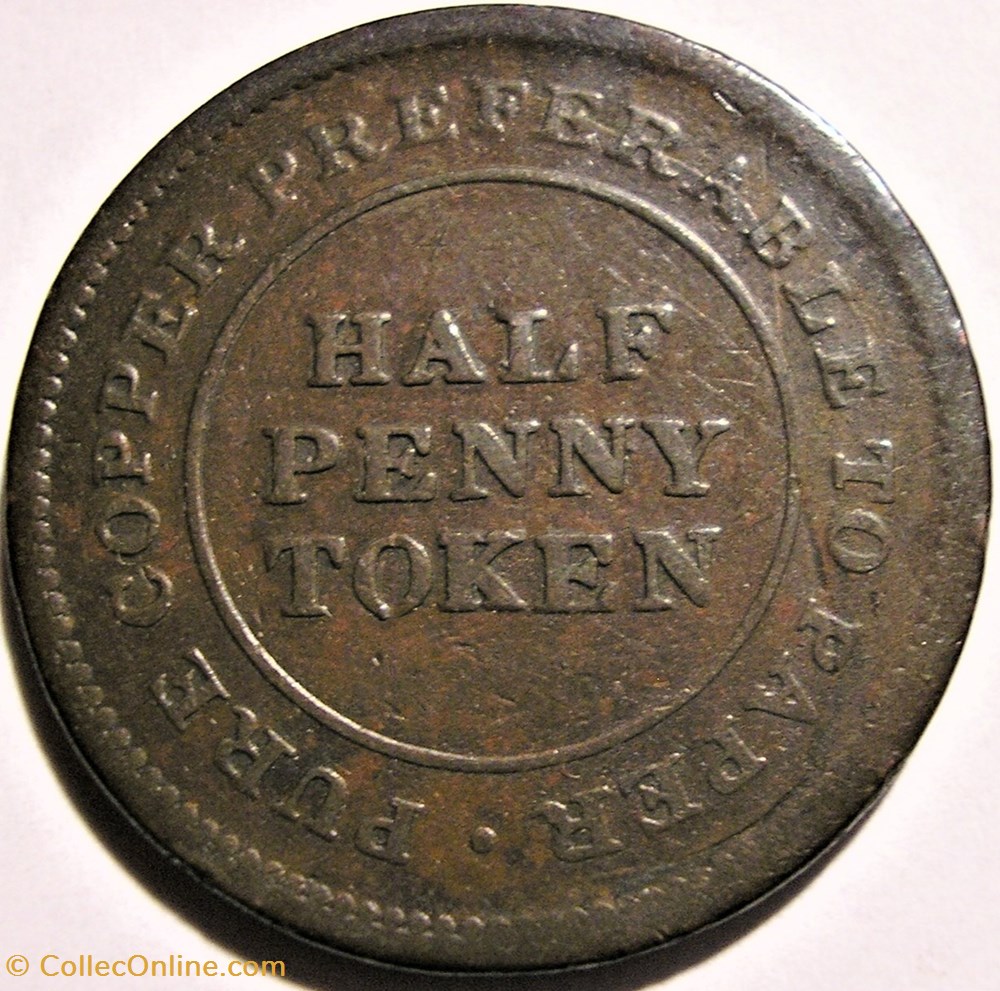 PURE COPPER PREFERABLE TO PAPER ·
HALF
PENNY
TOKEN
© CollecOnline.com